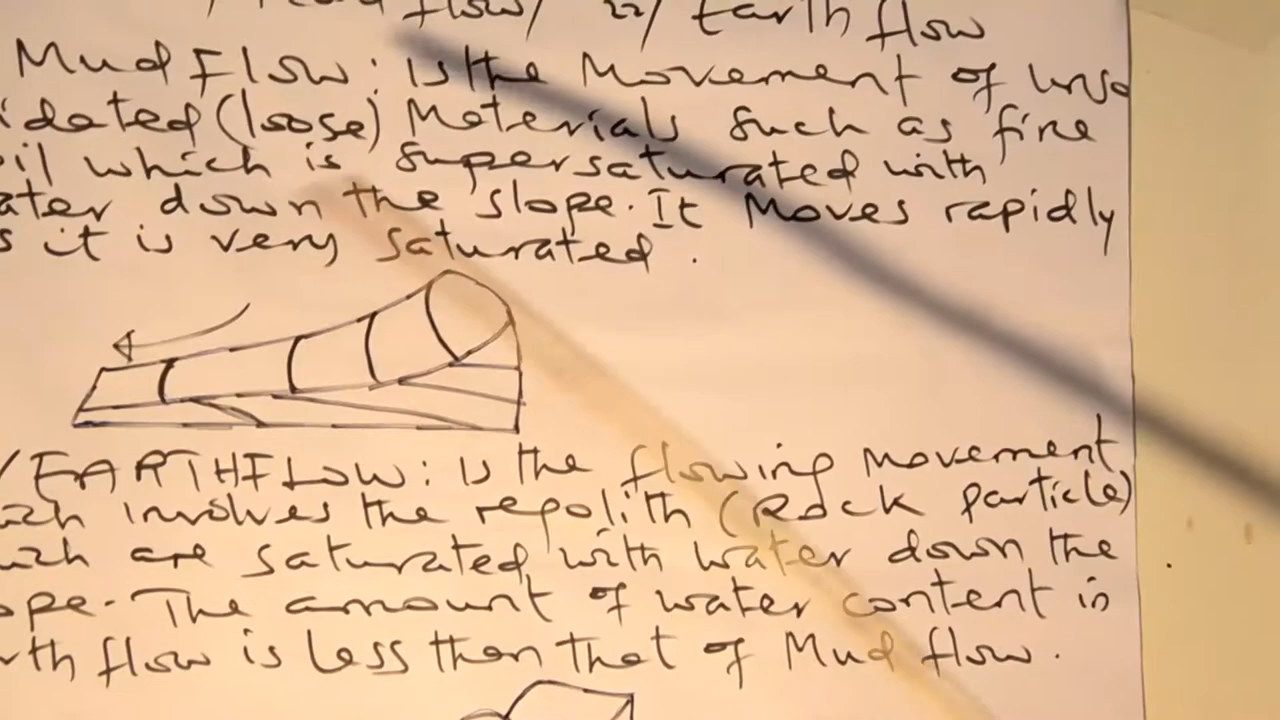 flow/ ii/ Earth flow
Mud Flow: is the Movement of unso
idated (loose) Materials such as fine
oil which is supersaturated with
ater down the slope. It Moves rapidly
s it is very saturated.
/EARTHFLOW: Is the flowing movement
ich involves the regolith (Rock particle)
ich are saturated with water down the
ope. The amount of water content in
rth flow is less than that of Mud flow.